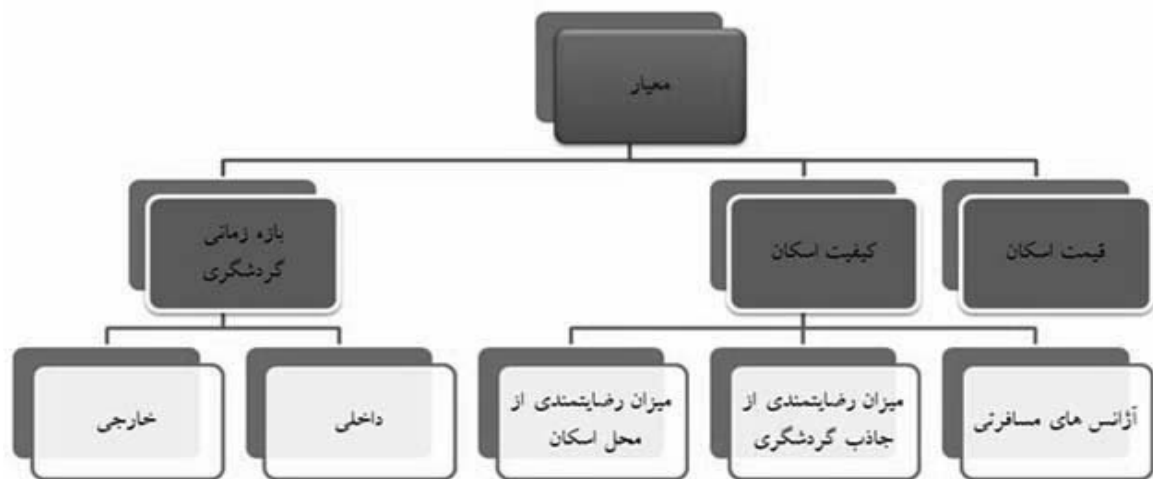 معیار
قیمت اسکان
کیفیت اسکان
بازه زمانی
گردشگری
آژانس های مسافرتی
میزان رضایتمندی از
جاذب گردشگری
میزان رضایتمندی از
محل اسکان
داخلی
خارجی